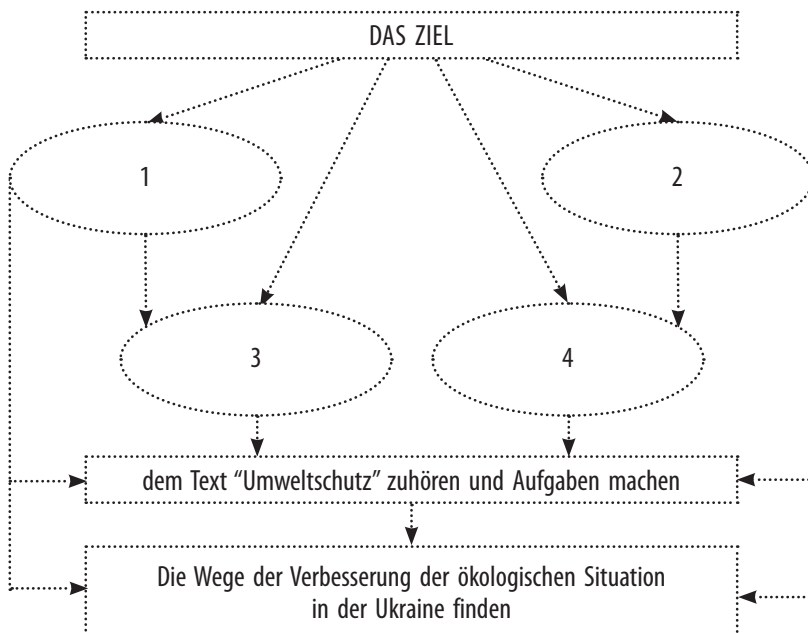 DAS ZIEL
1
2
3
4
dem Text “Umweltschutz” zuhören und Aufgaben machen
Die Wege der Verbesserung der ökologischen Situation
in der Ukraine finden